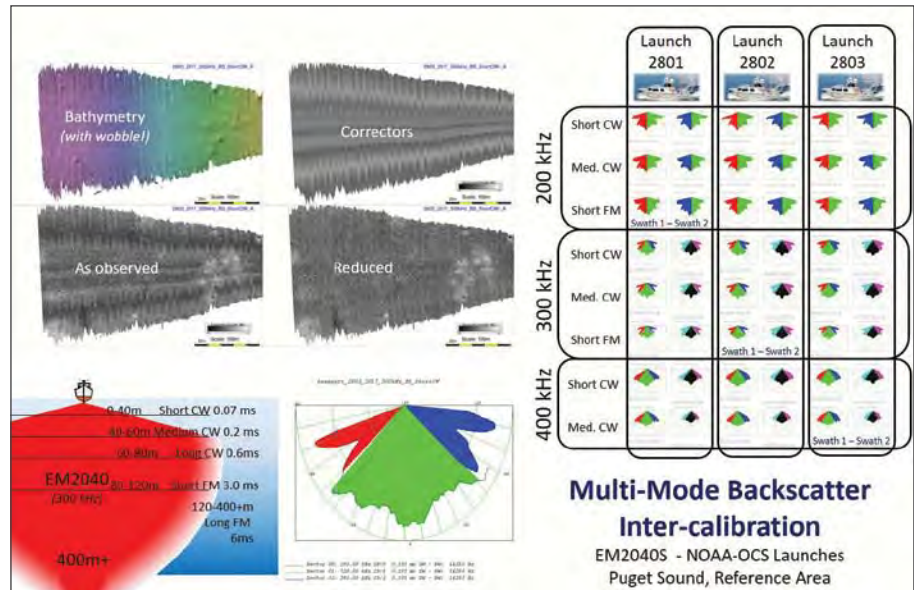 Bathymetry
(with wobble!)
Correctors
As observed
Reduced
0-40m Short CW 0.07 ms
40-60m Medium CW 0.2 ms
60-80m Long CW 0.6ms
EM2040
(300 kHz)
80-120m Short FM 3.0 ms
120-400+m
Long FM
6ms
400m+
Launch
2801
Launch
2802
Launch
2803
200 kHz
Short CW
Med. CW
Short FM
Swath 1 – Swath 2
300 kHz
Short CW
Med. CW
Short FM
Swath 1 – Swath 2
400 kHz
Short CW
Med. CW
Swath 1 – Swath 2
Multi-Mode Backscatter
Inter-calibration
EM2040S - NOAA-OCS Launches
Puget Sound, Reference Area